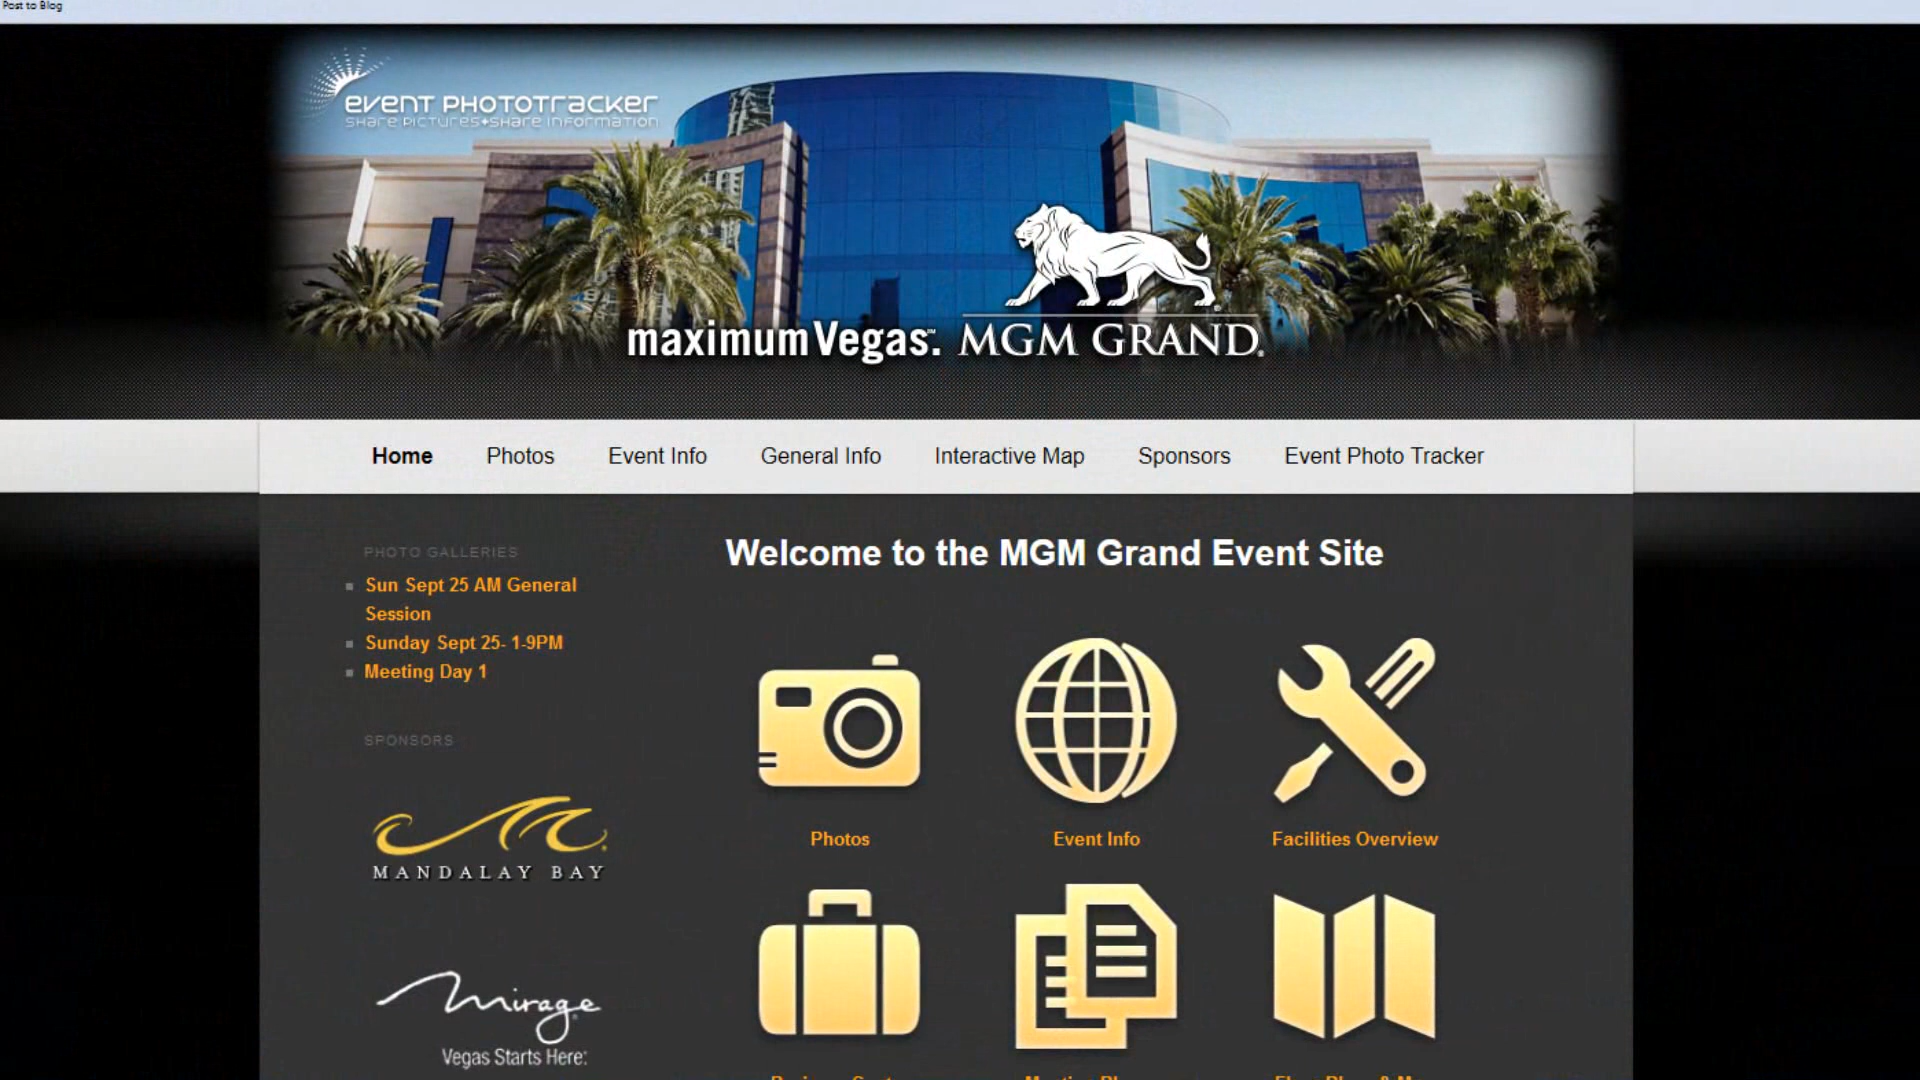 Post to Blog
EVENT PHOTOTRACKER
SHARE PICTURES+SHARE INFORMATION
maximumVegas.™ MGM GRAND®
Home Photos Event Info General Info Interactive Map Sponsors Event Photo Tracker
Welcome to the MGM Grand Event Site
PHOTO GALLERIES
Sun Sept 25 AM General
Session
Sunday Sept 25- 1-9PM
Meeting Day 1
SPONSORS
MANDALAY BAY
Mirage
Vegas Starts Here:
Photos Event Info Facilities Overview